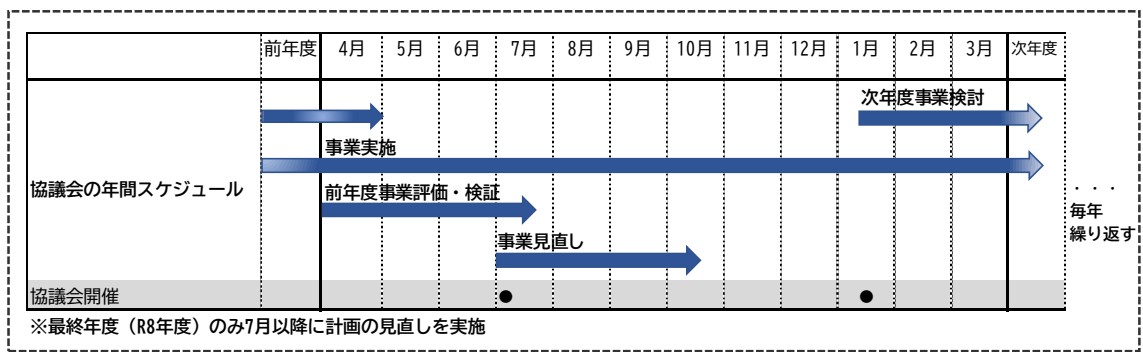 前年度 4月 5月 6月 7月 8月 9月 10月 11月 12月 1月 2月 3月 次年度
次年度事業検討
事業実施
協議会の年間スケジュール
前年度事業評価・検証
事業見直し
・・・
毎年
繰り返す
協議会開催 ● ●
※最終年度（R8年度）のみ7月以降に計画の見直しを実施